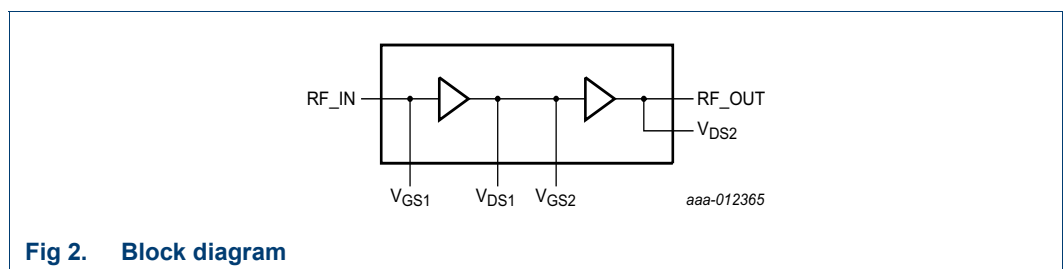 RF_IN
RF_OUT
VDS2
VGS1 VDS1 VGS2
aaa-012365
Fig 2. Block diagram